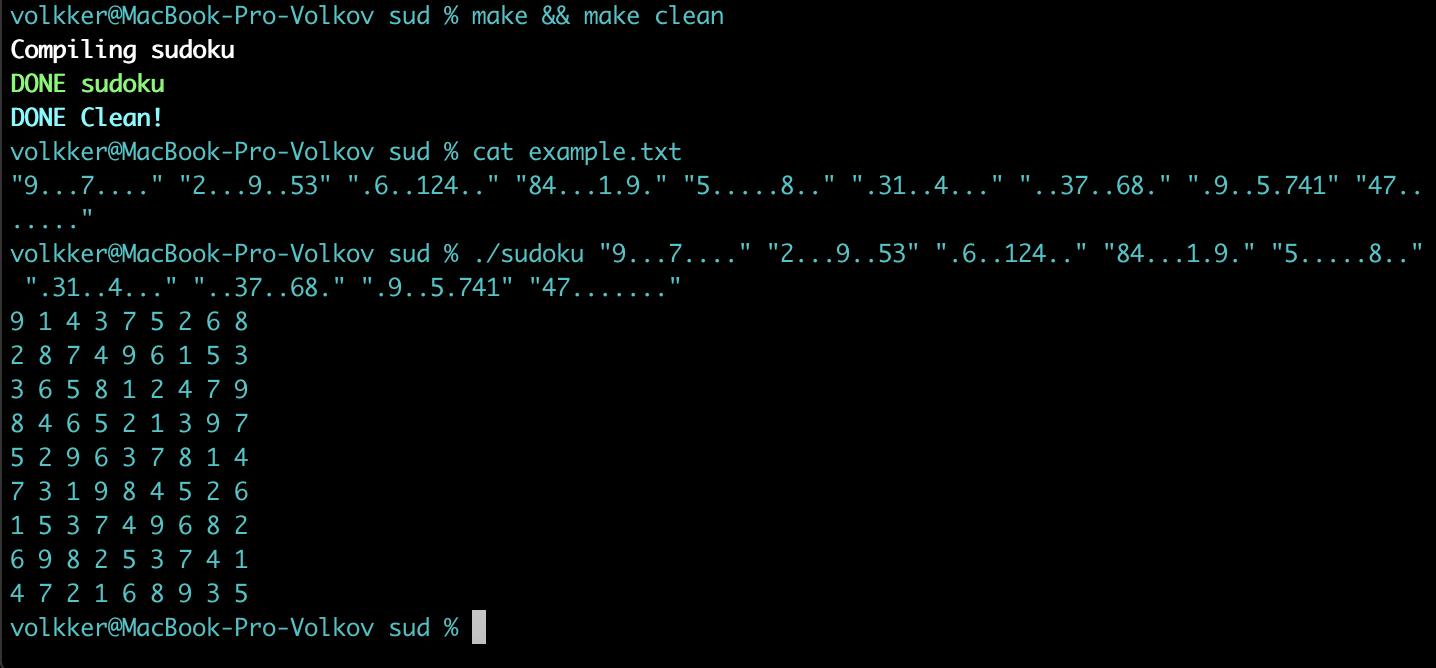 volkker@MacBook-Pro-Volkov sud % make && make clean
Compiling sudoku
DONE sudoku
DONE Clean!
volkker@MacBook-Pro-Volkov sud % cat example.txt
"9...7...." "2...9..53" ".6..124.." "84...1.9." "5.....8.." ".31..4..." "..37..68." ".9..5.741" "47..
....."
volkker@MacBook-Pro-Volkov sud % ./sudoku "9...7...." "2...9..53" ".6..124.." "84...1.9." "5.....8.."
".31..4..." "..37..68." ".9..5.741" "47......."
9 1 4 3 7 5 2 6 8
2 8 7 4 9 6 1 5 3
3 6 5 8 1 2 4 7 9
8 4 6 5 2 1 3 9 7
5 2 9 6 3 7 8 1 4
7 3 1 9 8 4 5 2 6
1 5 3 7 4 9 6 8 2
6 9 8 2 5 3 7 4 1
4 7 2 1 6 8 9 3 5
volkker@MacBook-Pro-Volkov sud %